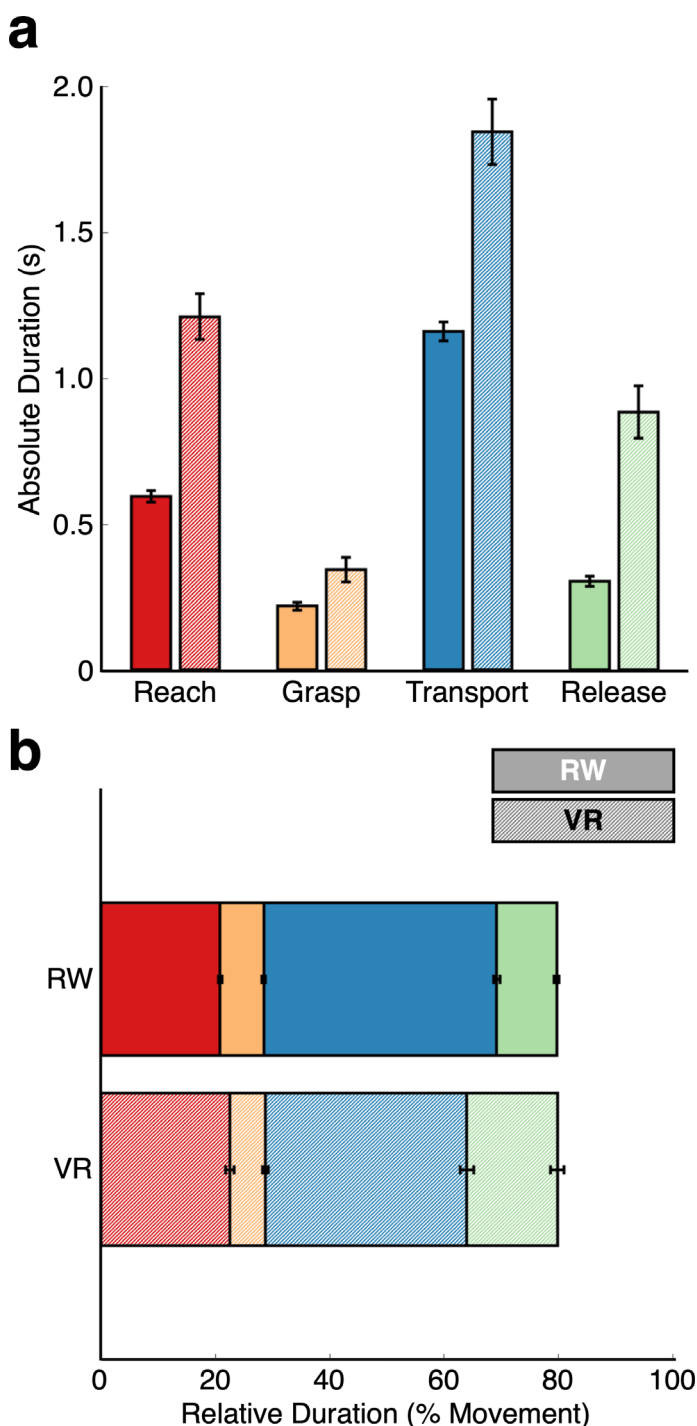 a
2.0
1.5
1.0
0.5
0
Absolute Duration (s)
Reach Grasp Transport Release
b
RW
VR
RW
VR
0 20 40 60 80 100
Relative Duration (% Movement)